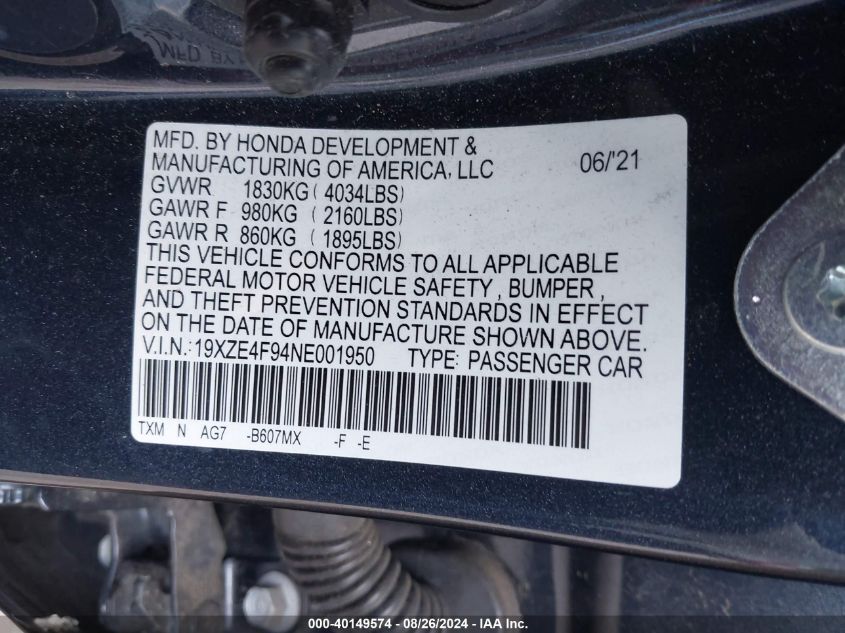 MFD. BY HONDA DEVELOPMENT &
MANUFACTURING OF AMERICA, LLC 06/'21
GVWR 1830KG ( 4034LBS)
GAWR F 980KG ( 2160LBS)
GAWR R 860KG ( 1895LBS)
THIS VEHICLE CONFORMS TO ALL APPLICABLE
FEDERAL MOTOR VEHICLE SAFETY , BUMPER ,
AND THEFT PREVENTION STANDARDS IN EFFECT
ON THE DATE OF MANUFACTURE SHOWN ABOVE.
V.I.N.:19XZE4F94NE001950 TYPE: PASSENGER CAR
TXM N AG7 -B607MX -F -E
000-40149574 - 08/26/2024 - IAA Inc.